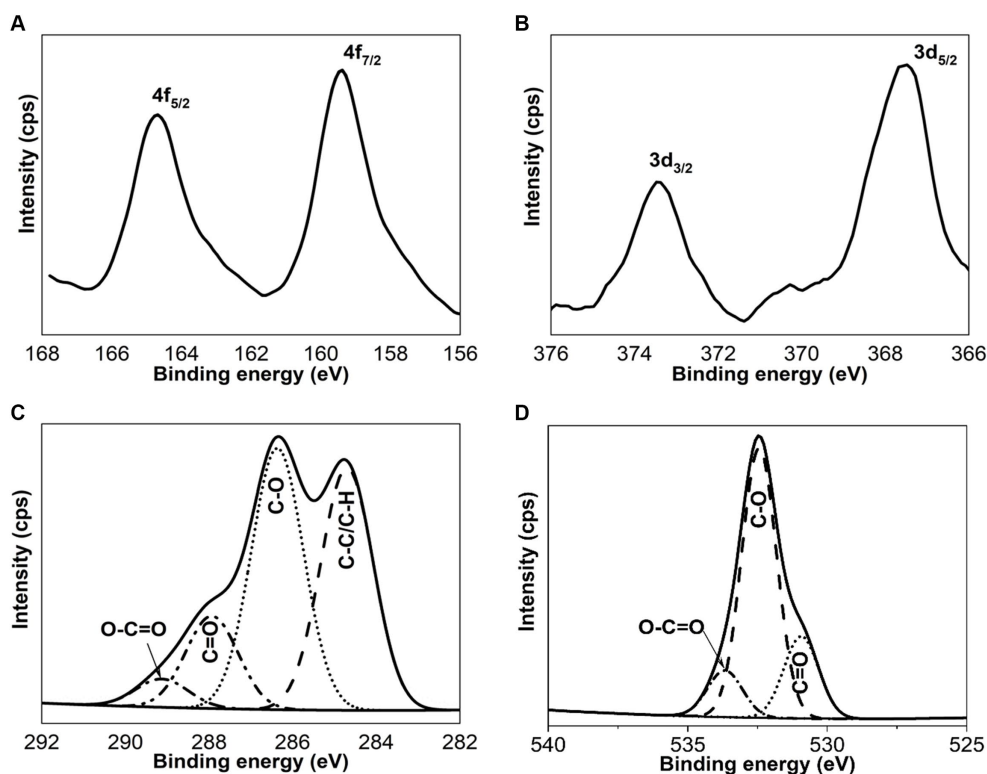 A
4f7/2
4f5/2
Intensity (cps)
168 166 164 162 160 158 156
Binding energy (eV)
B
3d5/2
3d3/2
Intensity (cps)
376 374 372 370 368 366
Binding energy (eV)
C
C-O
C-C/C-H
O-C=O
C=O
Intensity (cps)
292 290 288 286 284 282
Binding energy (eV)
D
C-O
O-C=O
C=O
Intensity (cps)
540 535 530 525
Binding energy (eV)